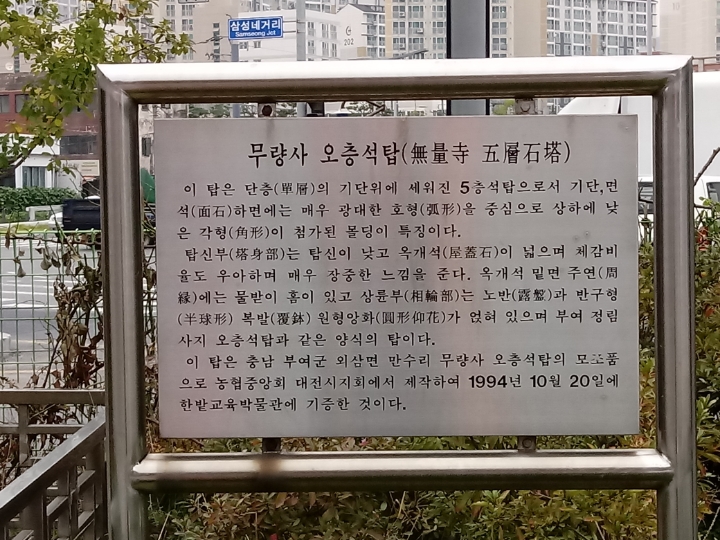 삼성네거리
Samseong Jct
202
무량사 오층석탑(無量寺 五層石塔)
이 탑은 단층(單層)의 기단위에 세워진 5층석탑으로서 기단,면
석(面石)하면에는 매우 광대한 호형(弧形)을 중심으로 상하에 낮
은 각형(角形)이 첨가된 몰딩이 특징이다.
탑신부(塔身部)는 탑신이 낮고 옥개석(屋蓋石)이 넓으며 체감비
율도 우아하며 매우 장중한 느낌을 준다. 옥개석 밑면 주연(周
緣)에는 물받이 홈이 있고 상륜부(相輪部)는 노반(露盤)과 반구형
(半球形) 복발(覆鉢) 원형앙화(圓形仰花)가 얹혀 있으며 부여 정림
사지 오층석탑과 같은 양식의 탑이다.
이 탑은 충남 부여군 외삼면 만수리 무량사 오층석탑의 모조품
으로 농협중앙회 대전시지회에서 제작하여 1994년 10월 20일에
한밭교육박물관에 기증한 것이다.